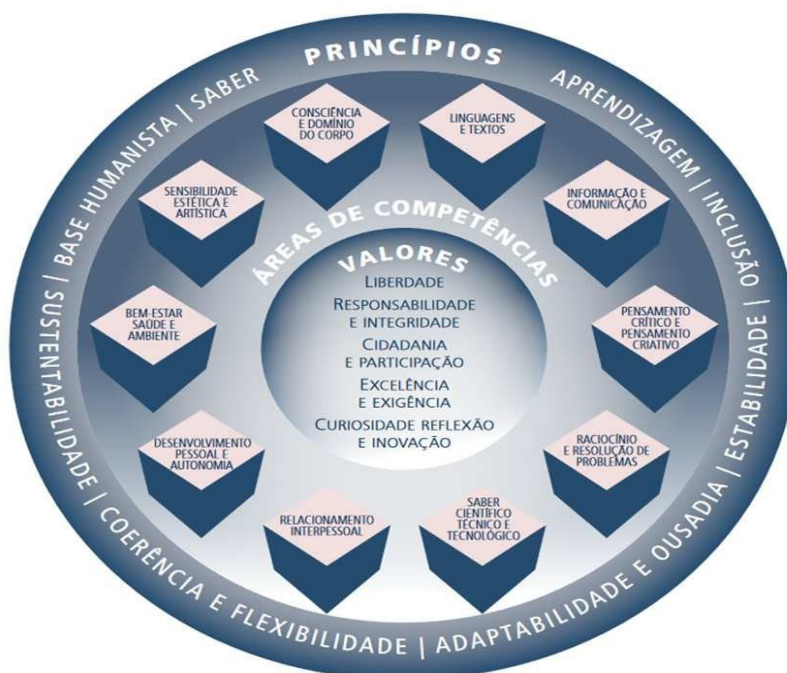 PRINCÍPIOS
BASE HUMANISTA | SABER
APRENDIZAGEM | INCLUSÃO | ESTABILIDADE |
ADAPTABILIDADE E OUSADIA |
COERÊNCIA E FLEXIBILIDADE |
SUSTENTABILIDADE |
CONSCIÊNCIA
E DOMÍNIO
DO CORPO
LINGUAGENS
E TEXTOS
SENSIBILIDADE
ESTÉTICA E
ARTÍSTICA
INFORMAÇÃO E
COMUNICAÇÃO
ÁREAS DE COMPETÊNCIAS
VALORES
LIBERDADE
RESPONSABILIDADE
E INTEGRIDADE
CIDADANIA
E PARTICIPAÇÃO
EXCELÊNCIA
E EXIGÊNCIA
CURIOSIDADE REFLEXÃO
E INOVAÇÃO
BEM-ESTAR
SAÚDE E
AMBIENTE
PENSAMENTO
CRÍTICO E
PENSAMENTO
CRIATIVO
DESENVOLVIMENTO
PESSOAL E
AUTONOMIA
RACIOCÍNIO
E RESOLUÇÃO DE
PROBLEMAS
RELACIONAMENTO
INTERPESSOAL
SABER
CIENTÍFICO
TÉCNICO E
TECNOLÓGICO